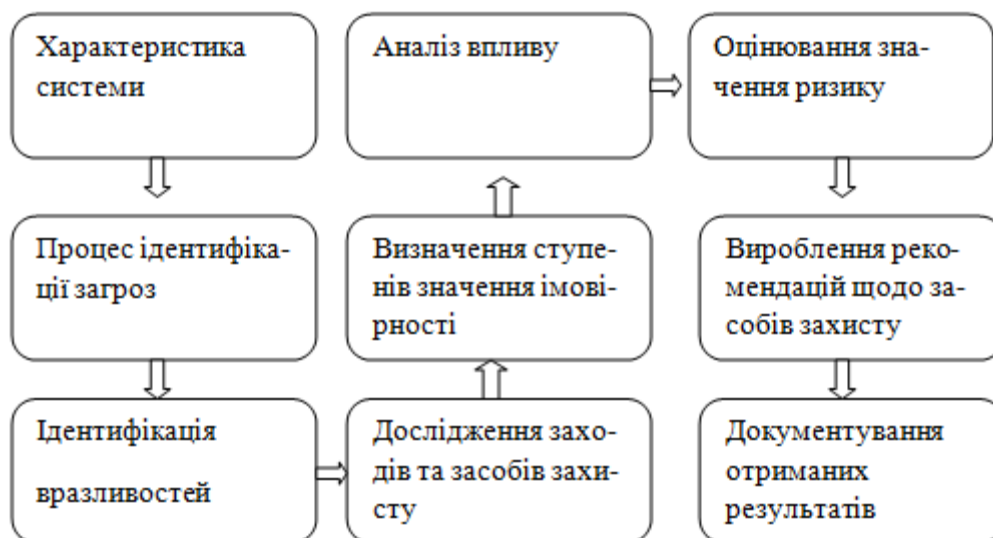 Характеристика
системи
Процес ідентифіка-
ції загроз
Ідентифікація
вразливостей
Дослідження захо-
дів та засобів захи-
сту
Визначення ступе-
нів значення імові-
рності
Аналіз впливу
Оцінювання зна-
чення ризику
Вироблення реко-
мендацій щодо за-
собів захисту
Документування
отриманих
результатів